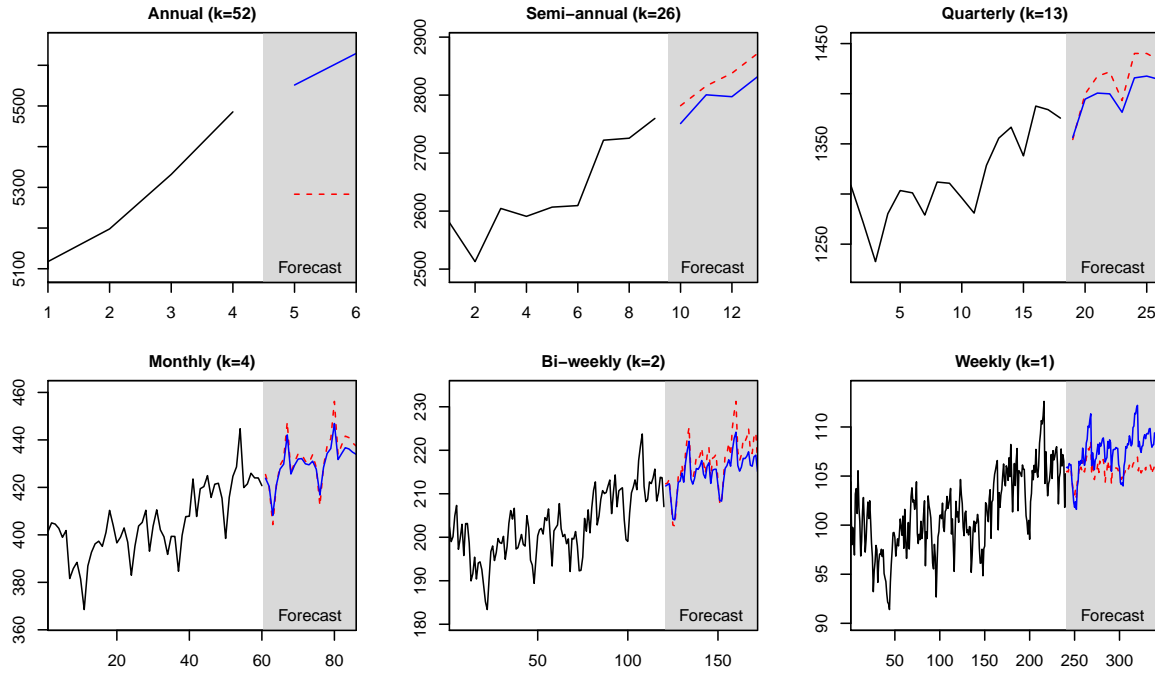 Annual (k=52)
5100 5300 5500
Forecast
1 2 3 4 5 6
Semi−annual (k=26)
2500 2600 2700 2800 2900
Forecast
2 4 6 8 10 12
Quarterly (k=13)
1250 1350 1450
Forecast
5 10 15 20 25
Monthly (k=4)
360 380 400 420 440 460
Forecast
20 40 60 80
Bi−weekly (k=2)
180 190 200 210 220 230
Forecast
50 100 150
Weekly (k=1)
90 95 100 105 110
Forecast
50 100 150 200 250 300